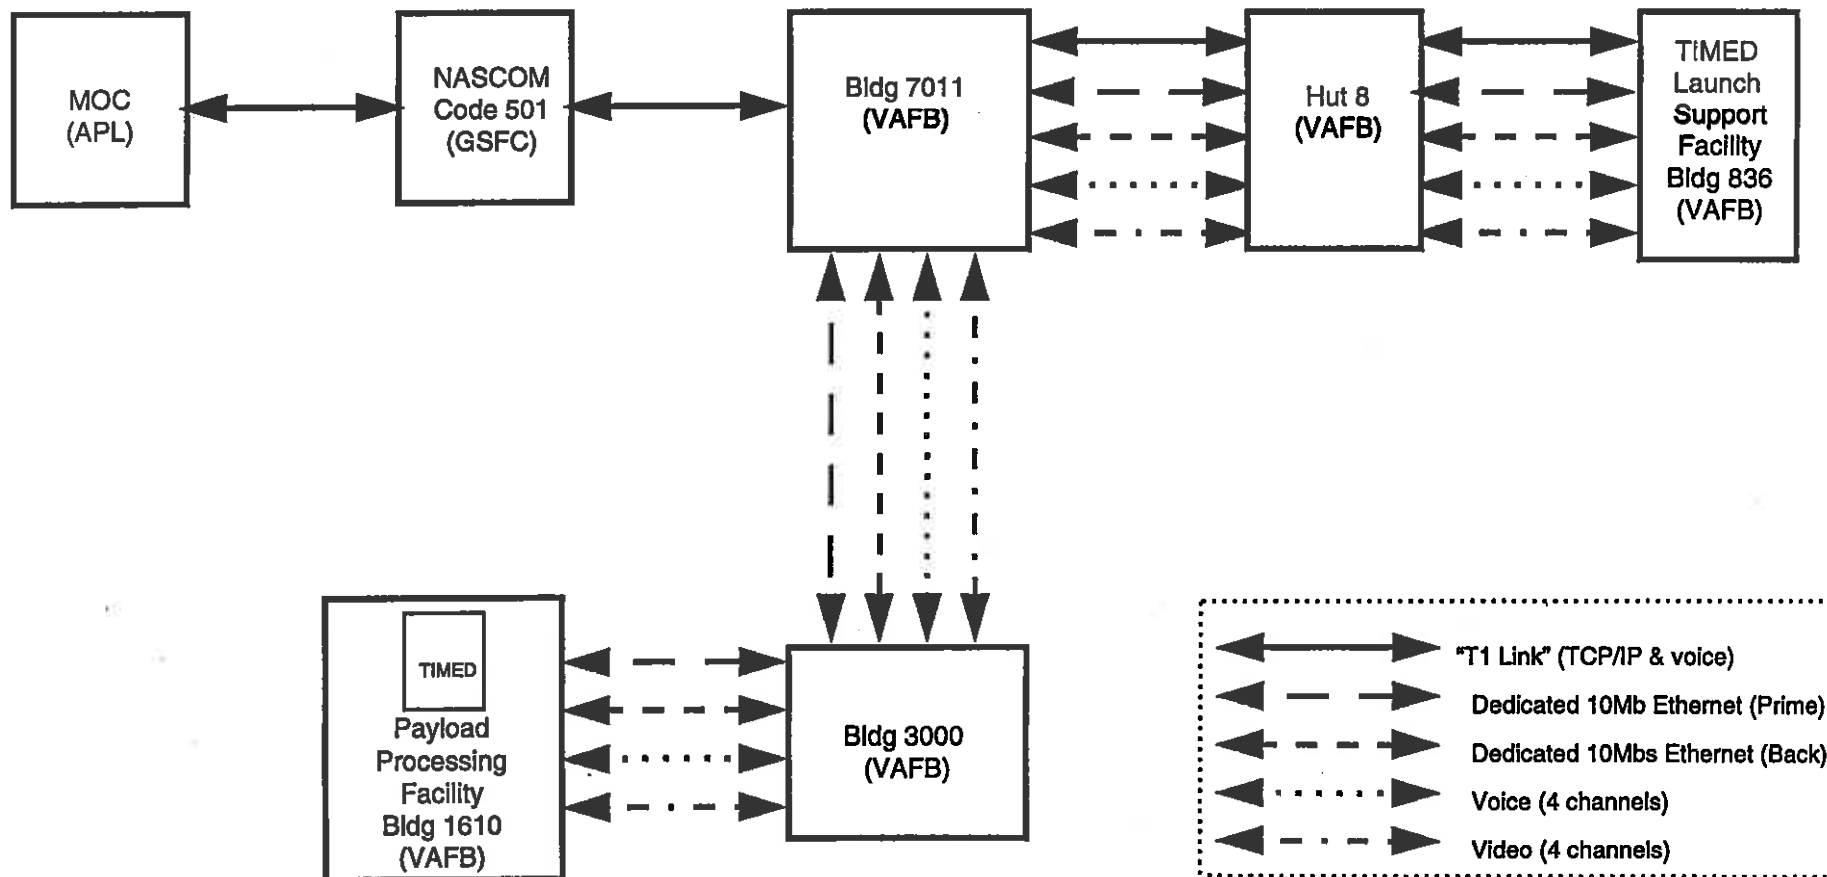 MOC
(APL)
NASCOM
Code 501
(GSFC)
Bldg 7011
(VAFB)
Hut 8
(VAFB)
TIMED
Launch
Support
Facility
Bldg 836
(VAFB)
TIMED
Payload
Processing
Facility
Bldg 1610
(VAFB)
Bldg 3000
(VAFB)
"T1 Link" (TCP/IP & voice)
Dedicated 10Mb Ethernet (Prime)
Dedicated 10Mbs Ethernet (Back)
Voice (4 channels)
Video (4 channels)